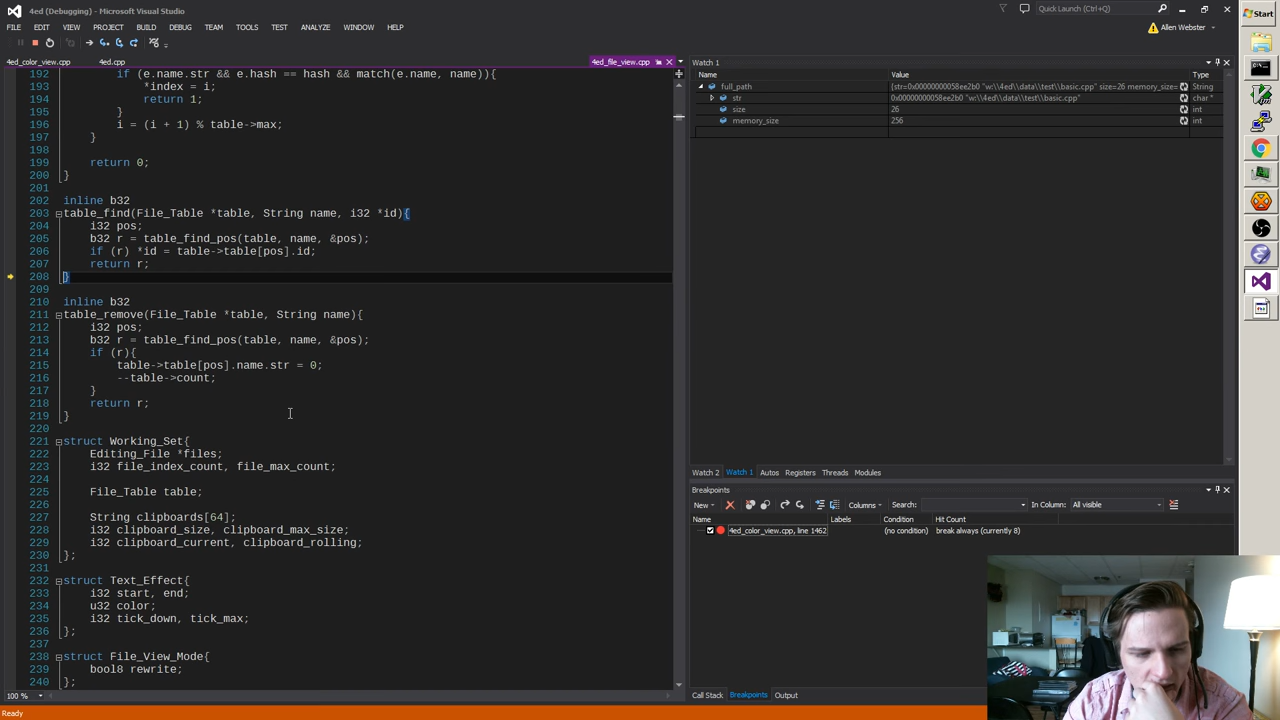 4ed (Debugging) - Microsoft Visual Studio
Quick Launch (Ctrl+Q)
FILE EDIT VIEW PROJECT BUILD DEBUG TEAM TOOLS TEST ANALYZE WINDOW HELP
Allen Webster
Start
4ed_color_view.cpp 4ed.cpp 4ed_file_view.cpp
192 if (e.name.str && e.hash == hash && match(e.name, name)){
193 *index = i;
194 return 1;
195 }
196 i = (i + 1) % table->max;
197 }
198
199 return 0;
200 }
201
202 inline b32
203 table_find(File_Table *table, String name, i32 *id){
204 i32 pos;
205 b32 r = table_find_pos(table, name, &pos);
206 if (r) *id = table->table[pos].id;
207 return r;
208 }
209
210 inline b32
211 table_remove(File_Table *table, String name){
212 i32 pos;
213 b32 r = table_find_pos(table, name, &pos);
214 if (r){
215 table->table[pos].name.str = 0;
216 --table->count;
217 }
218 return r;
219 }
220
221 struct Working_Set{
222 Editing_File *files;
223 i32 file_index_count, file_max_count;
224
225 File_Table table;
226
227 String clipboards[64];
228 i32 clipboard_size, clipboard_max_size;
229 i32 clipboard_current, clipboard_rolling;
230 };
231
232 struct Text_Effect{
233 i32 start, end;
234 u32 color;
235 i32 tick_down, tick_max;
236 };
237
238 struct File_View_Mode{
239 bool8 rewrite;
240 };
100 %
Ready
Watch 1
Name Value Type
full_path {str=0x00000000058ee2b0 "w:\\4ed\\data\\test\\basic.cpp" size=26 memory_size= String
str 0x00000000058ee2b0 "w:\\4ed\\data\\test\\basic.cpp" char *
size 26 int
memory_size 256 int
Watch 2 Watch 1 Autos Registers Threads Modules
Breakpoints
New Columns Search: In Column: All visible
Name Labels Condition Hit Count
4ed_color_view.cpp, line 1462 (no condition) break always (currently 8)
Call Stack Breakpoints Output